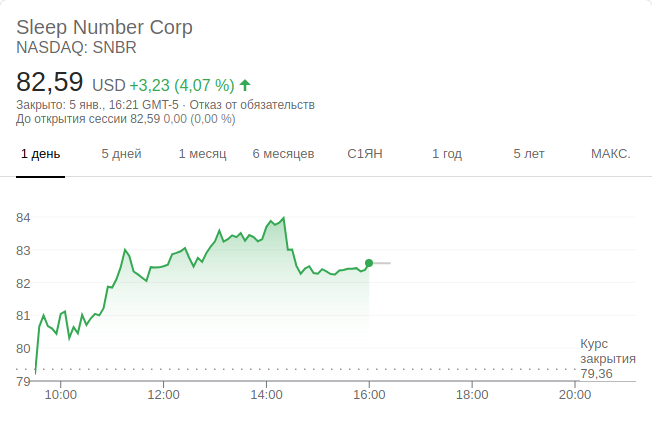 Sleep Number Corp
NASDAQ: SNBR
82,59 USD +3,23 (4,07 %)
Закрыто: 5 янв., 16:21 GMT-5 · Отказ от обязательств
До открытия сессии 82,59 0,00 (0,00 %)
1 день 5 дней 1 месяц 6 месяцев С1ЯН 1 год 5 лет МАКС.
84
83
82
81
80
79
Курс
закрытия
79,36
10:00 12:00 14:00 16:00 18:00 20:00